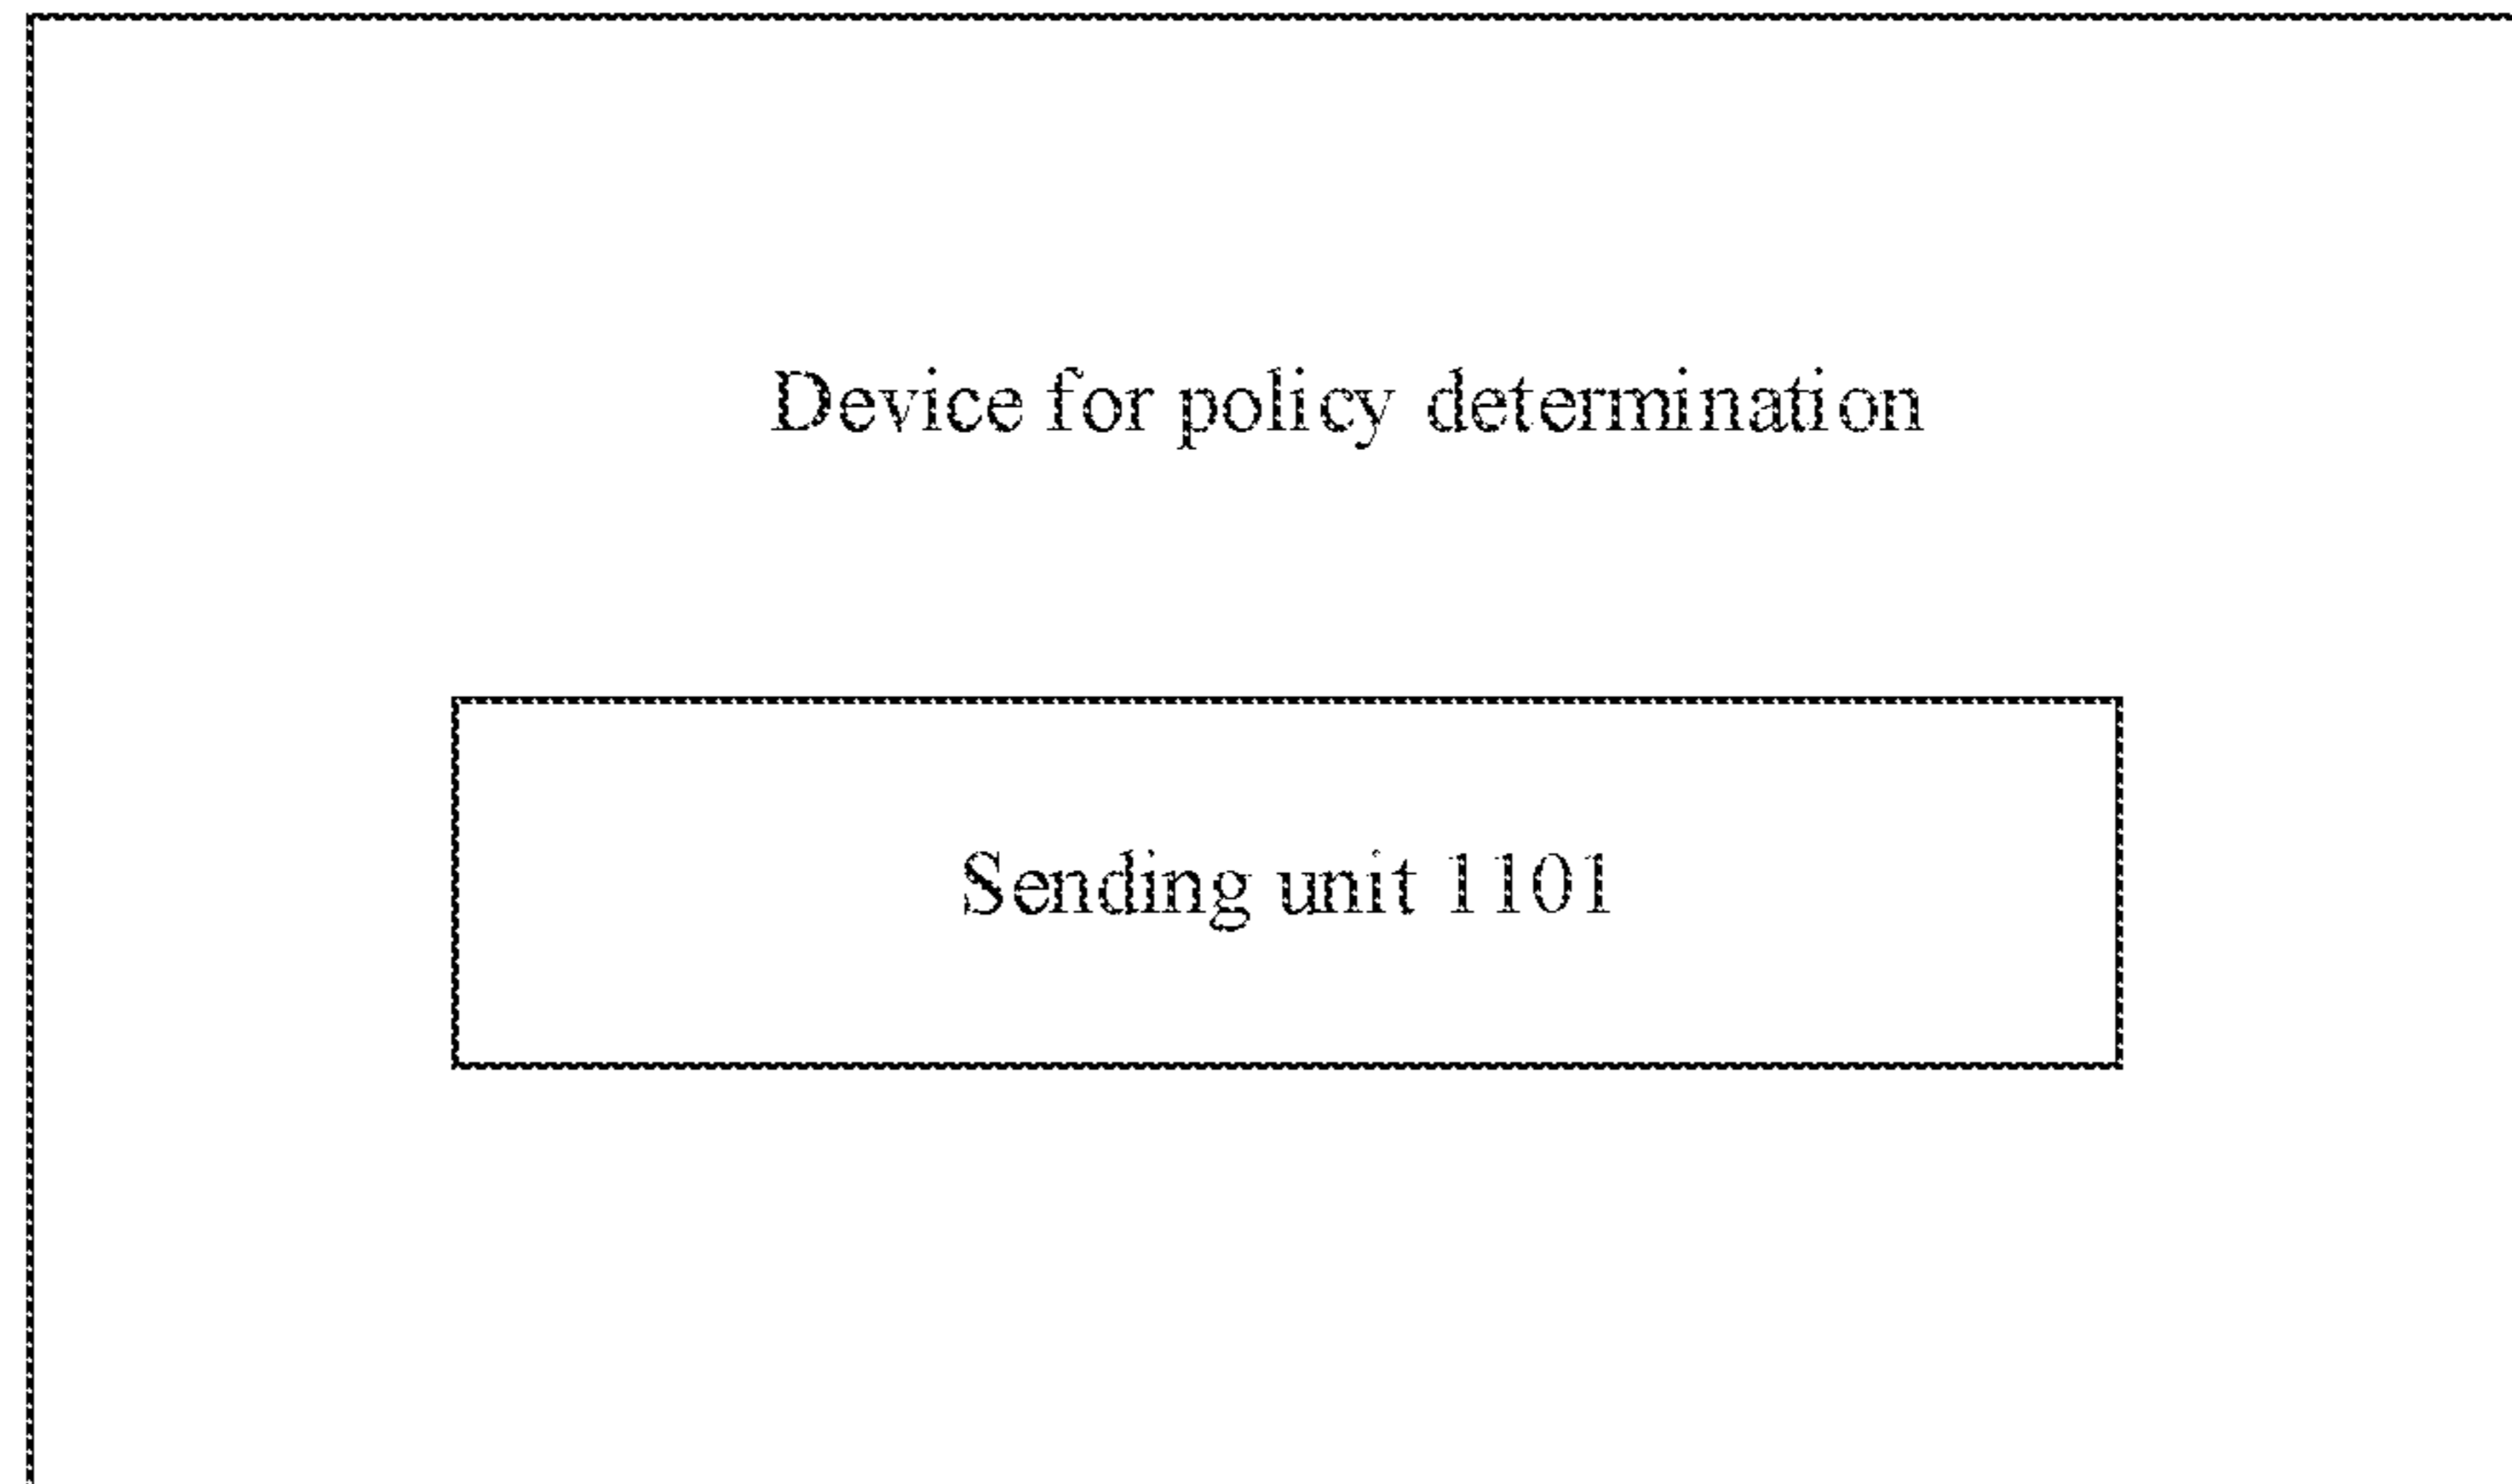 Device for policy determination
Sending unit 1101